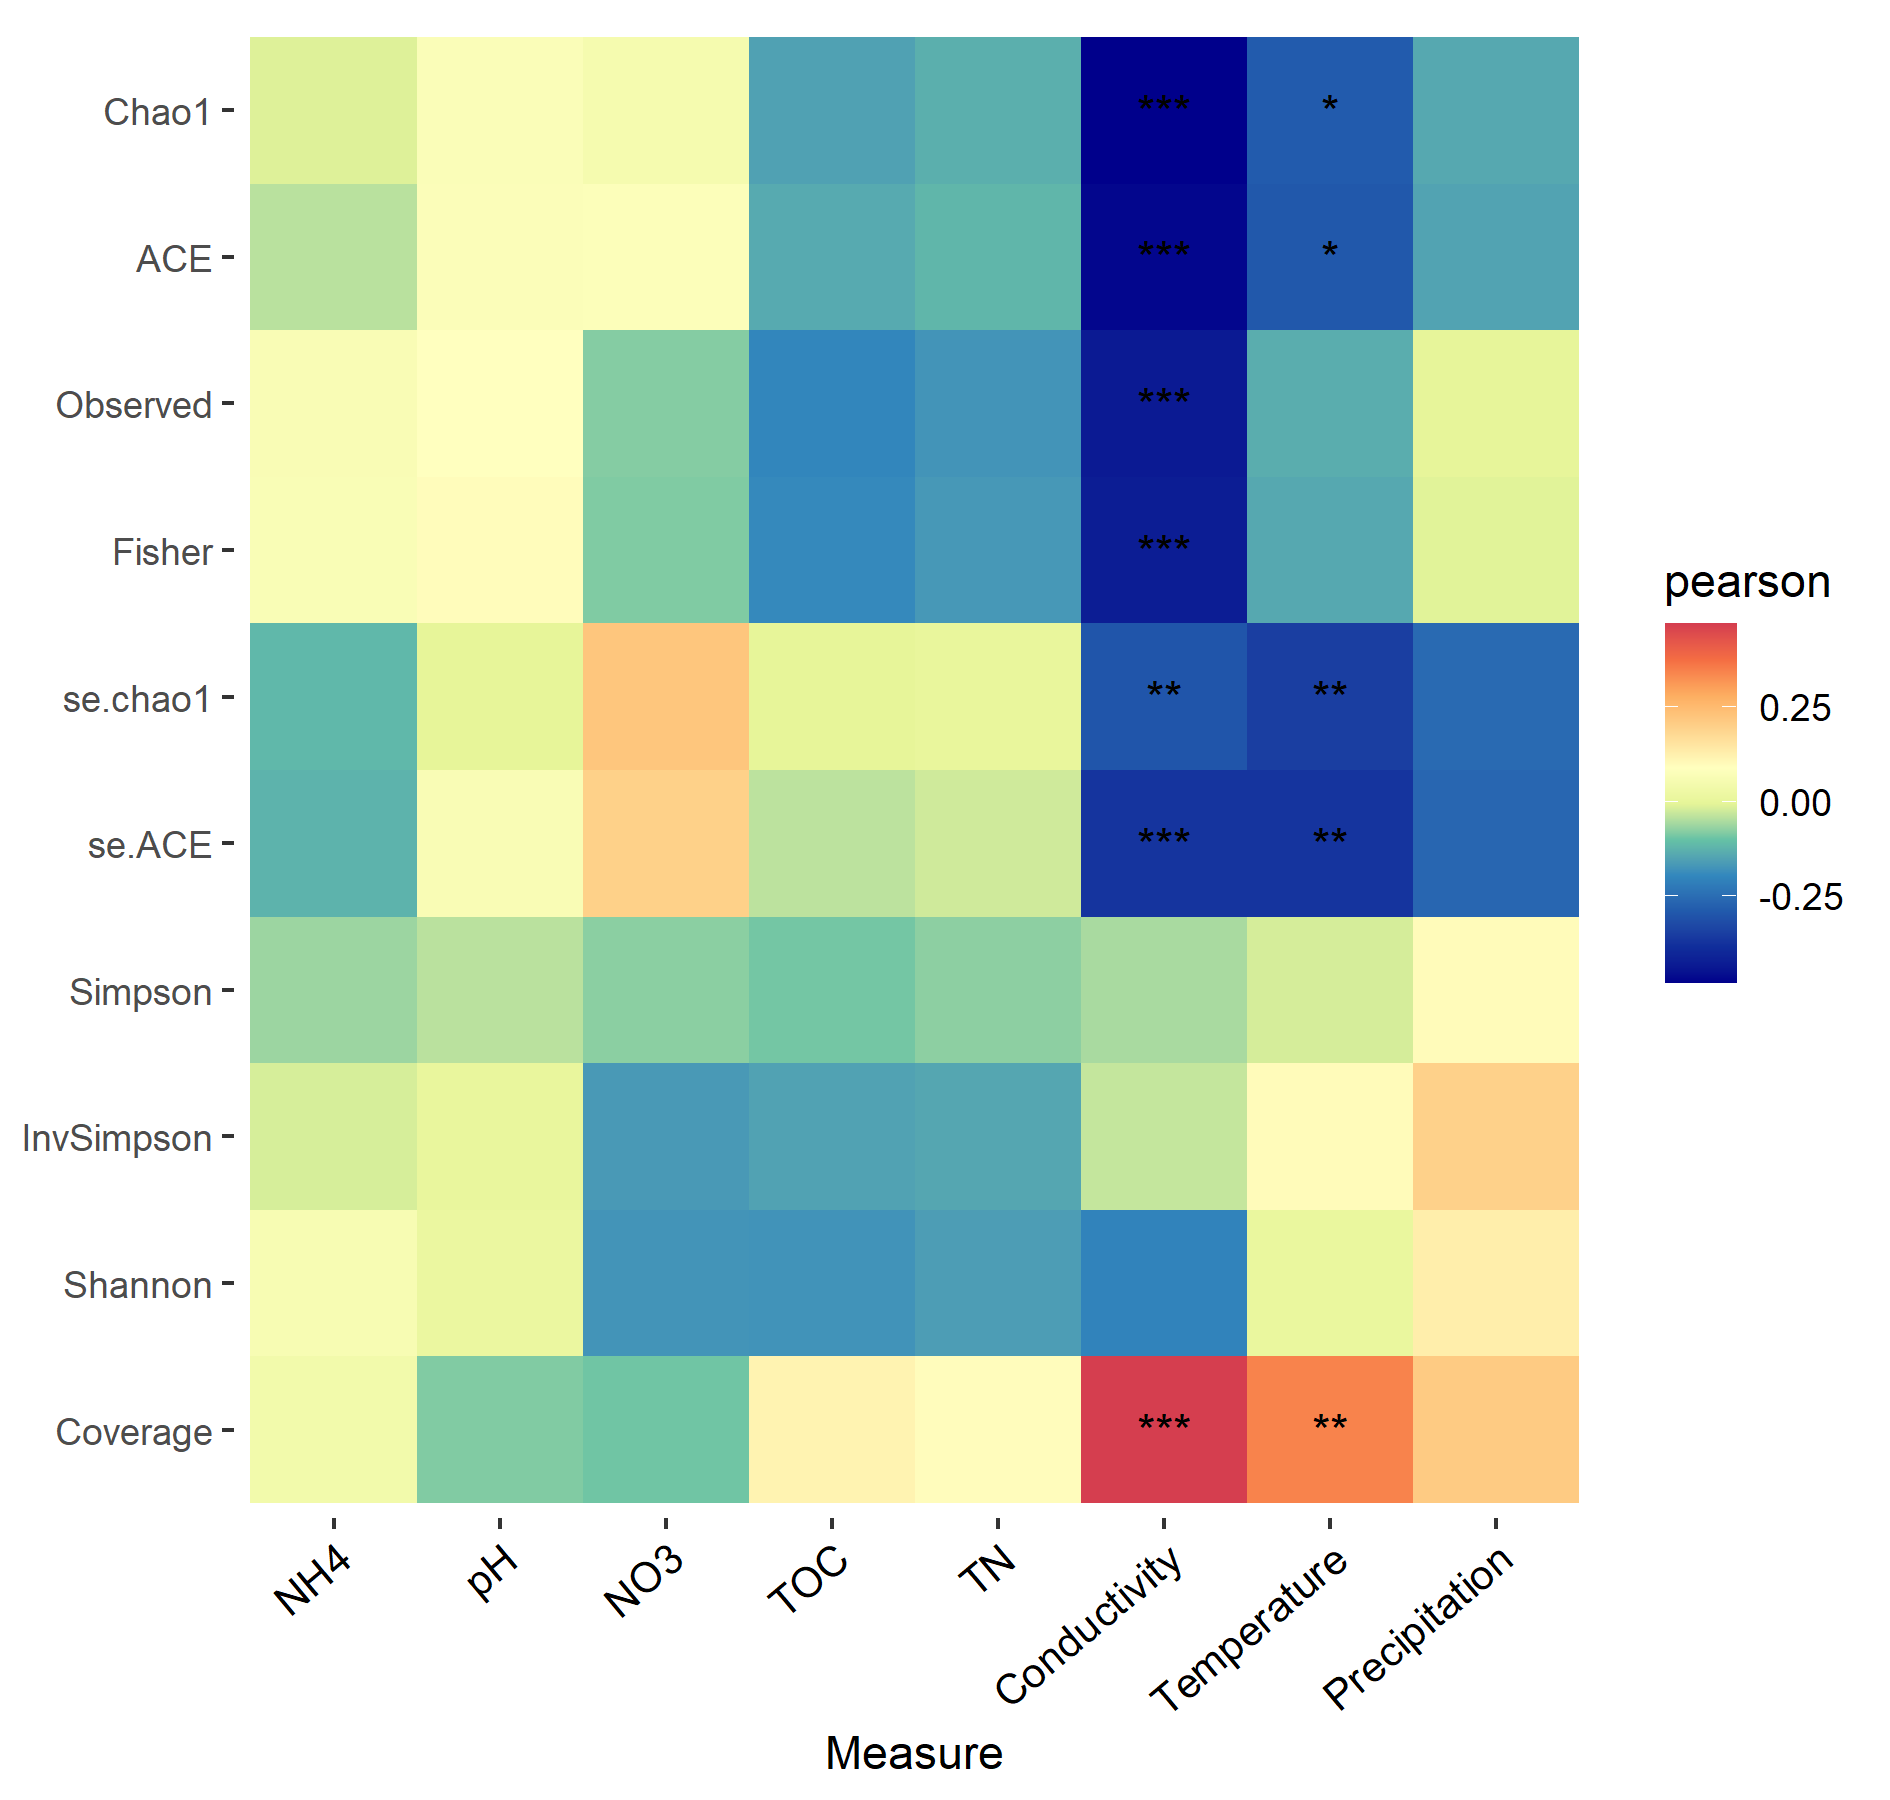 Chao1
*** *
ACE
*** *
Observed
***
Fisher
***
se.chao1
** **
se.ACE
*** **
Simpson
InvSimpson
Shannon
Coverage
*** **
NH4
pH
NO3
TOC
TN
Conductivity
Temperature
Precipitation
Measure
pearson
0.25
0.00
-0.25